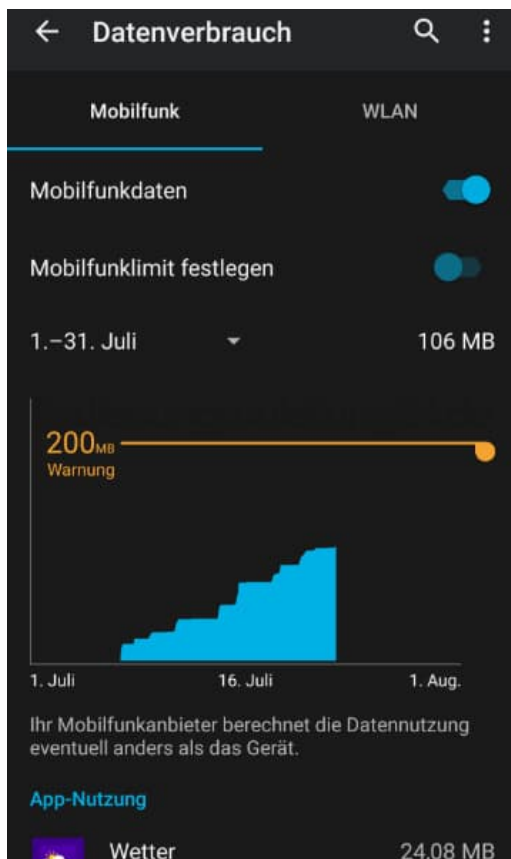 Datenverbrauch
Mobilfunk WLAN
Mobilfunkdaten
Mobilfunklimit festlegen
1.–31. Juli 106 MB
200MB
Warnung
1. Juli 16. Juli 1. Aug.
Ihr Mobilfunkanbieter berechnet die Datennutzung
eventuell anders als das Gerät.
App-Nutzung
Wetter 24,08 MB